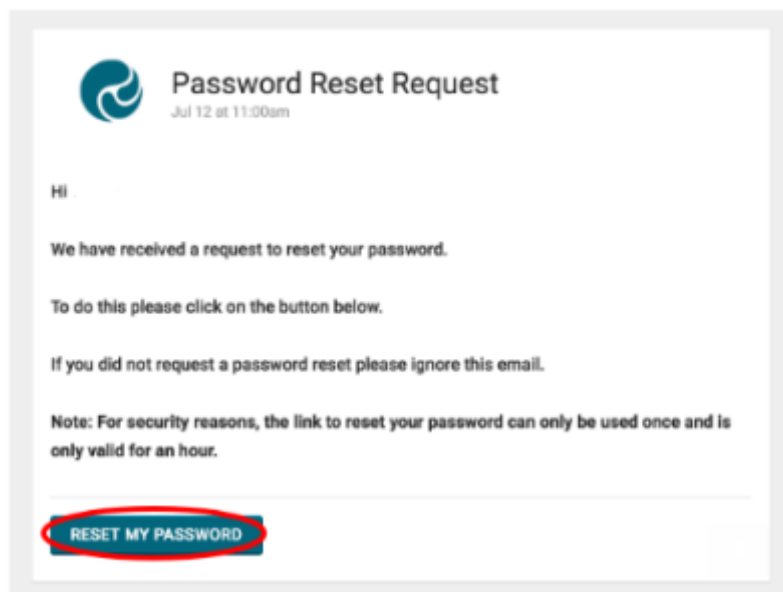 Password Reset Request
Jul 12 at 11:00am
Hi
We have received a request to reset your password.
To do this please click on the button below.
If you did not request a password reset please ignore this email.
Note: For security reasons, the link to reset your password can only be used once and is
only valid for an hour.
RESET MY PASSWORD